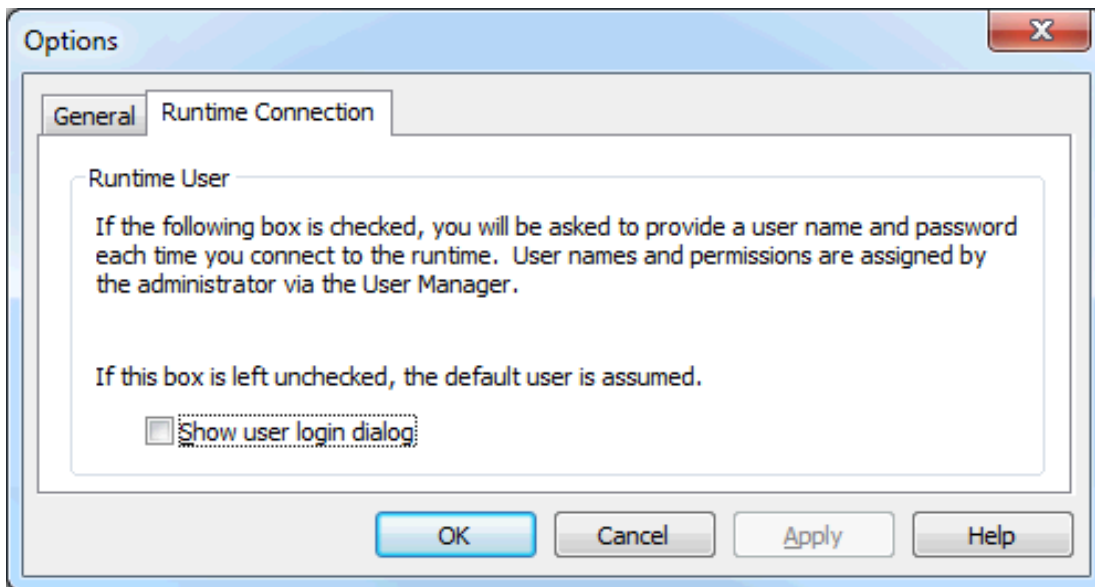 Options
General
Runtime Connection
Runtime User
If the following box is checked, you will be asked to provide a user name and password
each time you connect to the runtime.  User names and permissions are assigned by
the administrator via the User Manager.
If this box is left unchecked, the default user is assumed.
Show user login dialog
OK
Cancel
Apply
Help